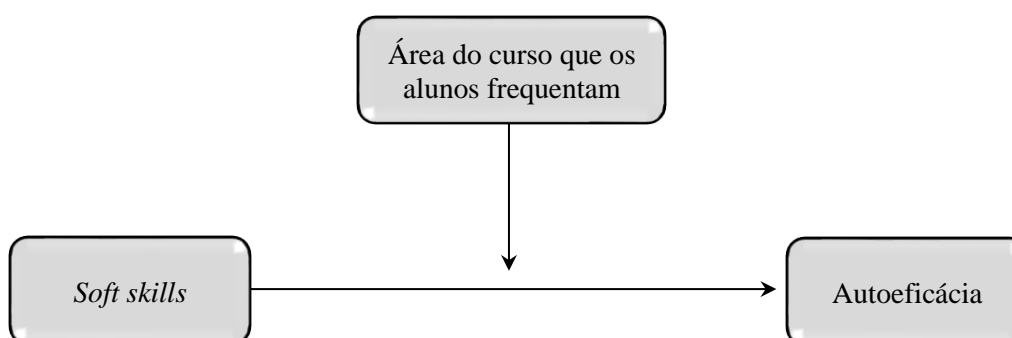 Área do curso que os
alunos frequentam
Soft skills
Autoeficácia